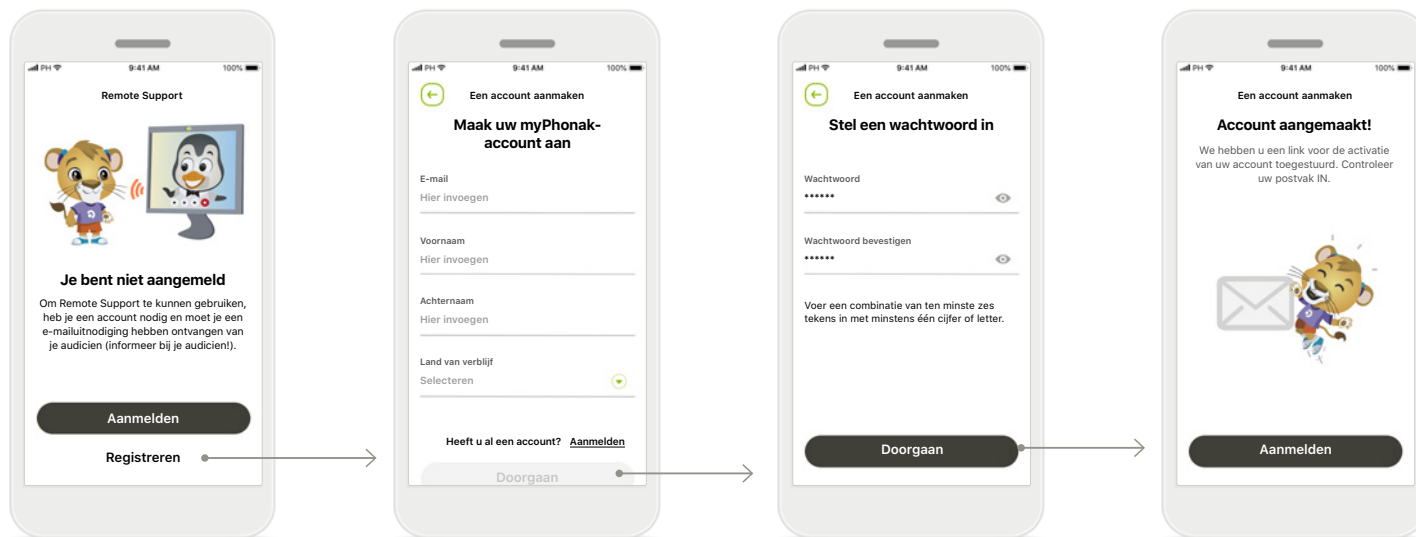 PH 9:41 AM 100%
Remote Support
Je bent niet aangemeld
Om Remote Support te kunnen gebruiken,
heb je een account nodig en moet je een
e-mailuitnodiging hebben ontvangen van
je audicien (informeer bij je audicien!).
Aanmelden
Registreren
PH 9:41 AM 100%
Een account aanmaken
Maak uw myPhonak-
account aan
E-mail
Hier invoegen
Voornaam
Hier invoegen
Achternaam
Hier invoegen
Land van verblijf
Selecteren
Heeft u al een account? Aanmelden
Doorgaan
PH 9:41 AM 100%
Een account aanmaken
Stel een wachtwoord in
Wachtwoord
******
Wachtwoord bevestigen
******
Voer een combinatie van ten minste zes
tekens in met minstens één cijfer of letter.
Doorgaan
PH 9:41 AM 100%
Een account aanmaken
Account aangemaakt!
We hebben u een link voor de activatie
van uw account toegestuurd. Controleer
uw postvak IN.
Aanmelden